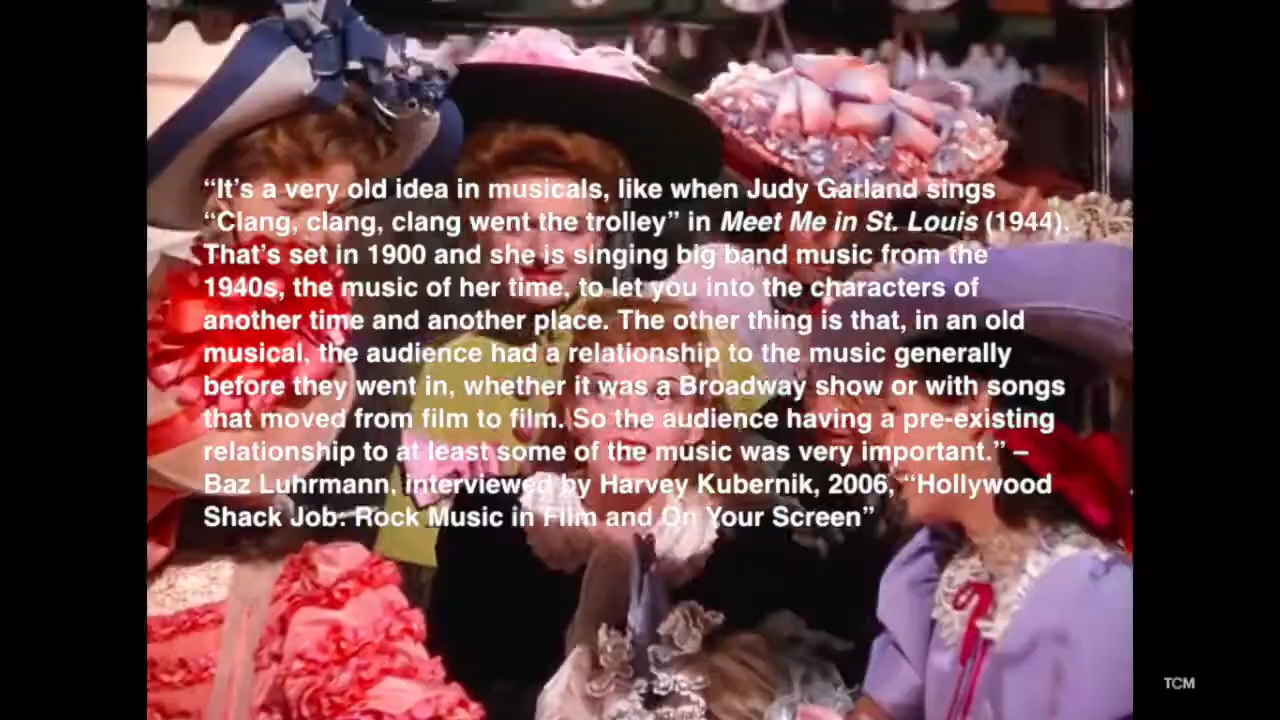 “It’s a very old idea in musicals, like when Judy Garland sings
“Clang, clang, clang went the trolley” in Meet Me in St. Louis (1944).
That’s set in 1900 and she is singing big band music from the
1940s, the music of her time, to let you into the characters of
another time and another place. The other thing is that, in an old
musical, the audience had a relationship to the music generally
before they went in, whether it was a Broadway show or with songs
that moved from film to film. So the audience having a pre-existing
relationship to at least some of the music was very important.” –
Baz Luhrmann, interviewed by Harvey Kubernik, 2006, “Hollywood
Shack Job: Rock Music in Film and On Your Screen”
TCM